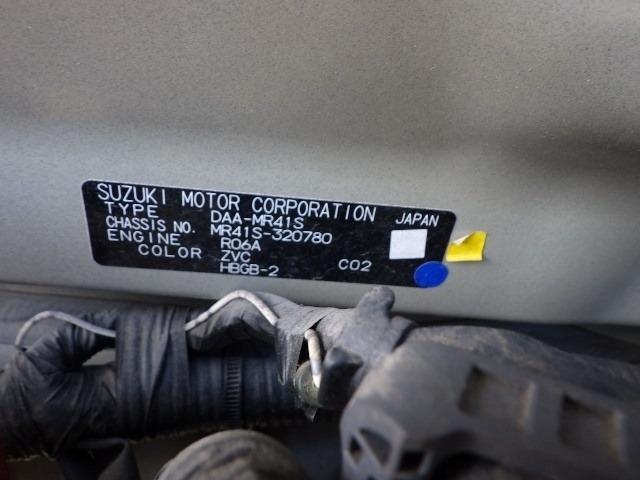 SUZUKI MOTOR CORPORATION
JAPAN
TYPE DAA-MR41S
CHASSIS NO. MR41S-320780
ENGINE R06A
COLOR ZVC
HBGB-2 C02